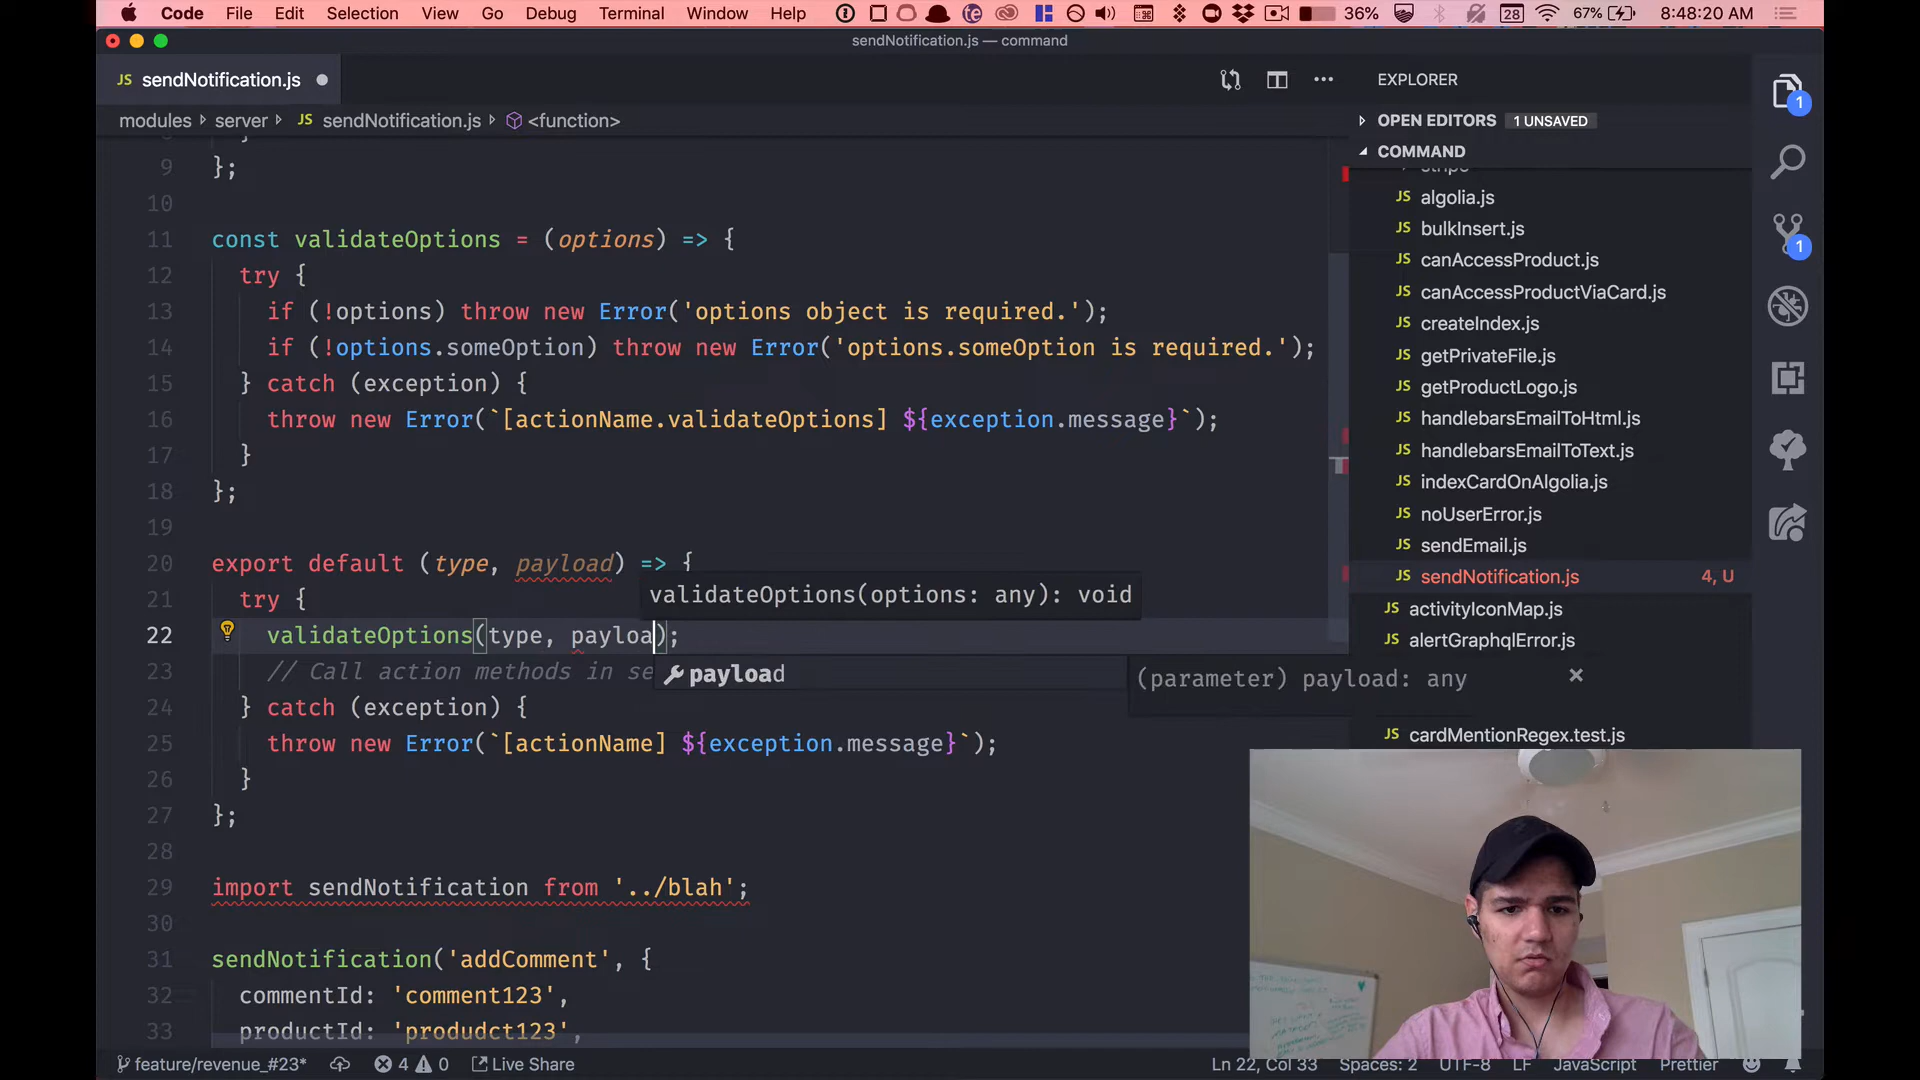 Code File Edit Selection View Go Debug Terminal Window Help 36% 28 67% 8:48:20 AM
sendNotification.js — command
JS sendNotification.js
modules › server › JS sendNotification.js › <function>
9 };
10
11 const validateOptions = (options) => {
12 try {
13 if (!options) throw new Error('options object is required.');
14 if (!options.someOption) throw new Error('options.someOption is required.');
15 } catch (exception) {
16 throw new Error(`[actionName.validateOptions] ${exception.message}`);
17 }
18 };
19
20 export default (type, payload) => {
validateOptions(options: any): void
21 try {
22 validateOptions(type, payloa);
23 // Call action methods in se
payload
(parameter) payload: any
24 } catch (exception) {
25 throw new Error(`[actionName] ${exception.message}`);
26 }
27 };
28
29 import sendNotification from '../blah';
30
31 sendNotification('addComment', {
32 commentId: 'comment123',
33 productId: 'produdct123',
EXPLORER
OPEN EDITORS 1 UNSAVED
COMMAND
stripe
JS algolia.js
JS bulkInsert.js
JS canAccessProduct.js
JS canAccessProductViaCard.js
JS createIndex.js
JS getPrivateFile.js
JS getProductLogo.js
JS handlebarsEmailToHtml.js
JS handlebarsEmailToText.js
JS indexCardOnAlgolia.js
JS noUserError.js
JS sendEmail.js
JS sendNotification.js 4, U
JS activityIconMap.js
JS alertGraphqlError.js
JS cardMentionRegex.test.js
1
1
feature/revenue_#23* 4 0 Live Share Ln 22, Col 33 Spaces: 2 UTF-8 LF JavaScript Prettier